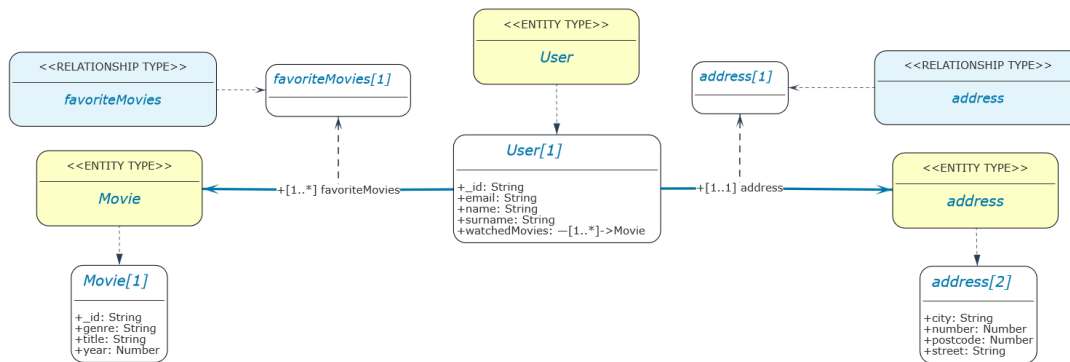 <<ENTITY TYPE>>
User
<<RELATIONSHIP TYPE>>
favoriteMovies
favoriteMovies[1]
address[1]
<<RELATIONSHIP TYPE>>
address
<<ENTITY TYPE>>
Movie
+[1..*] favoriteMovies
User[1]
+_id: String
+email: String
+name: String
+surname: String
+watchedMovies: —[1..*]->Movie
+[1..1] address
<<ENTITY TYPE>>
address
Movie[1]
+_id: String
+genre: String
+title: String
+year: Number
address[2]
+city: String
+number: Number
+postcode: Number
+street: String